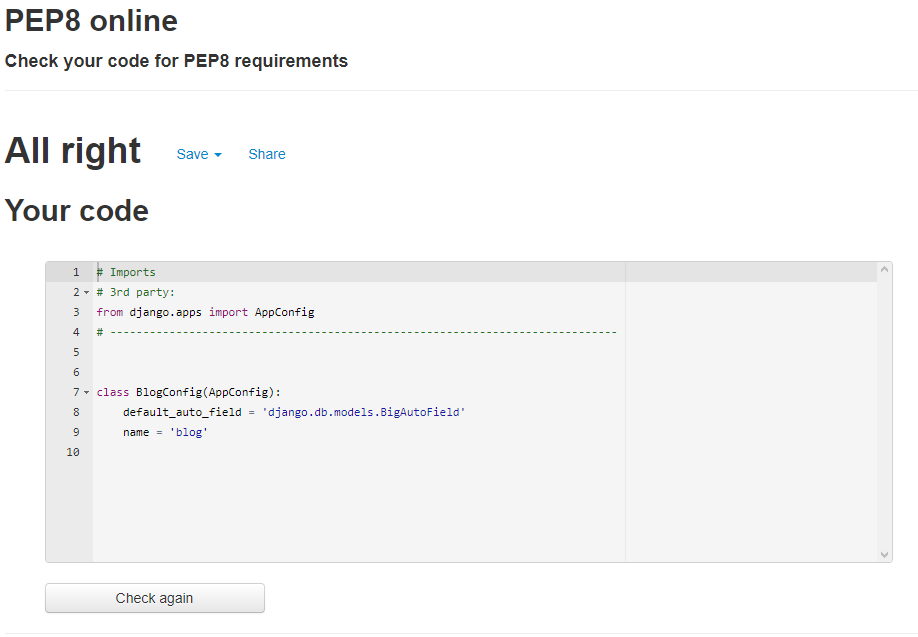 PEP8 online
Check your code for PEP8 requirements
All right Save Share
Your code
1 # Imports
2 # 3rd party:
3 from django.apps import AppConfig
4 # -----------------------------------------------------------------------------
5
6
7 class BlogConfig(AppConfig):
8     default_auto_field = 'django.db.models.BigAutoField'
9     name = 'blog'
10
Check again